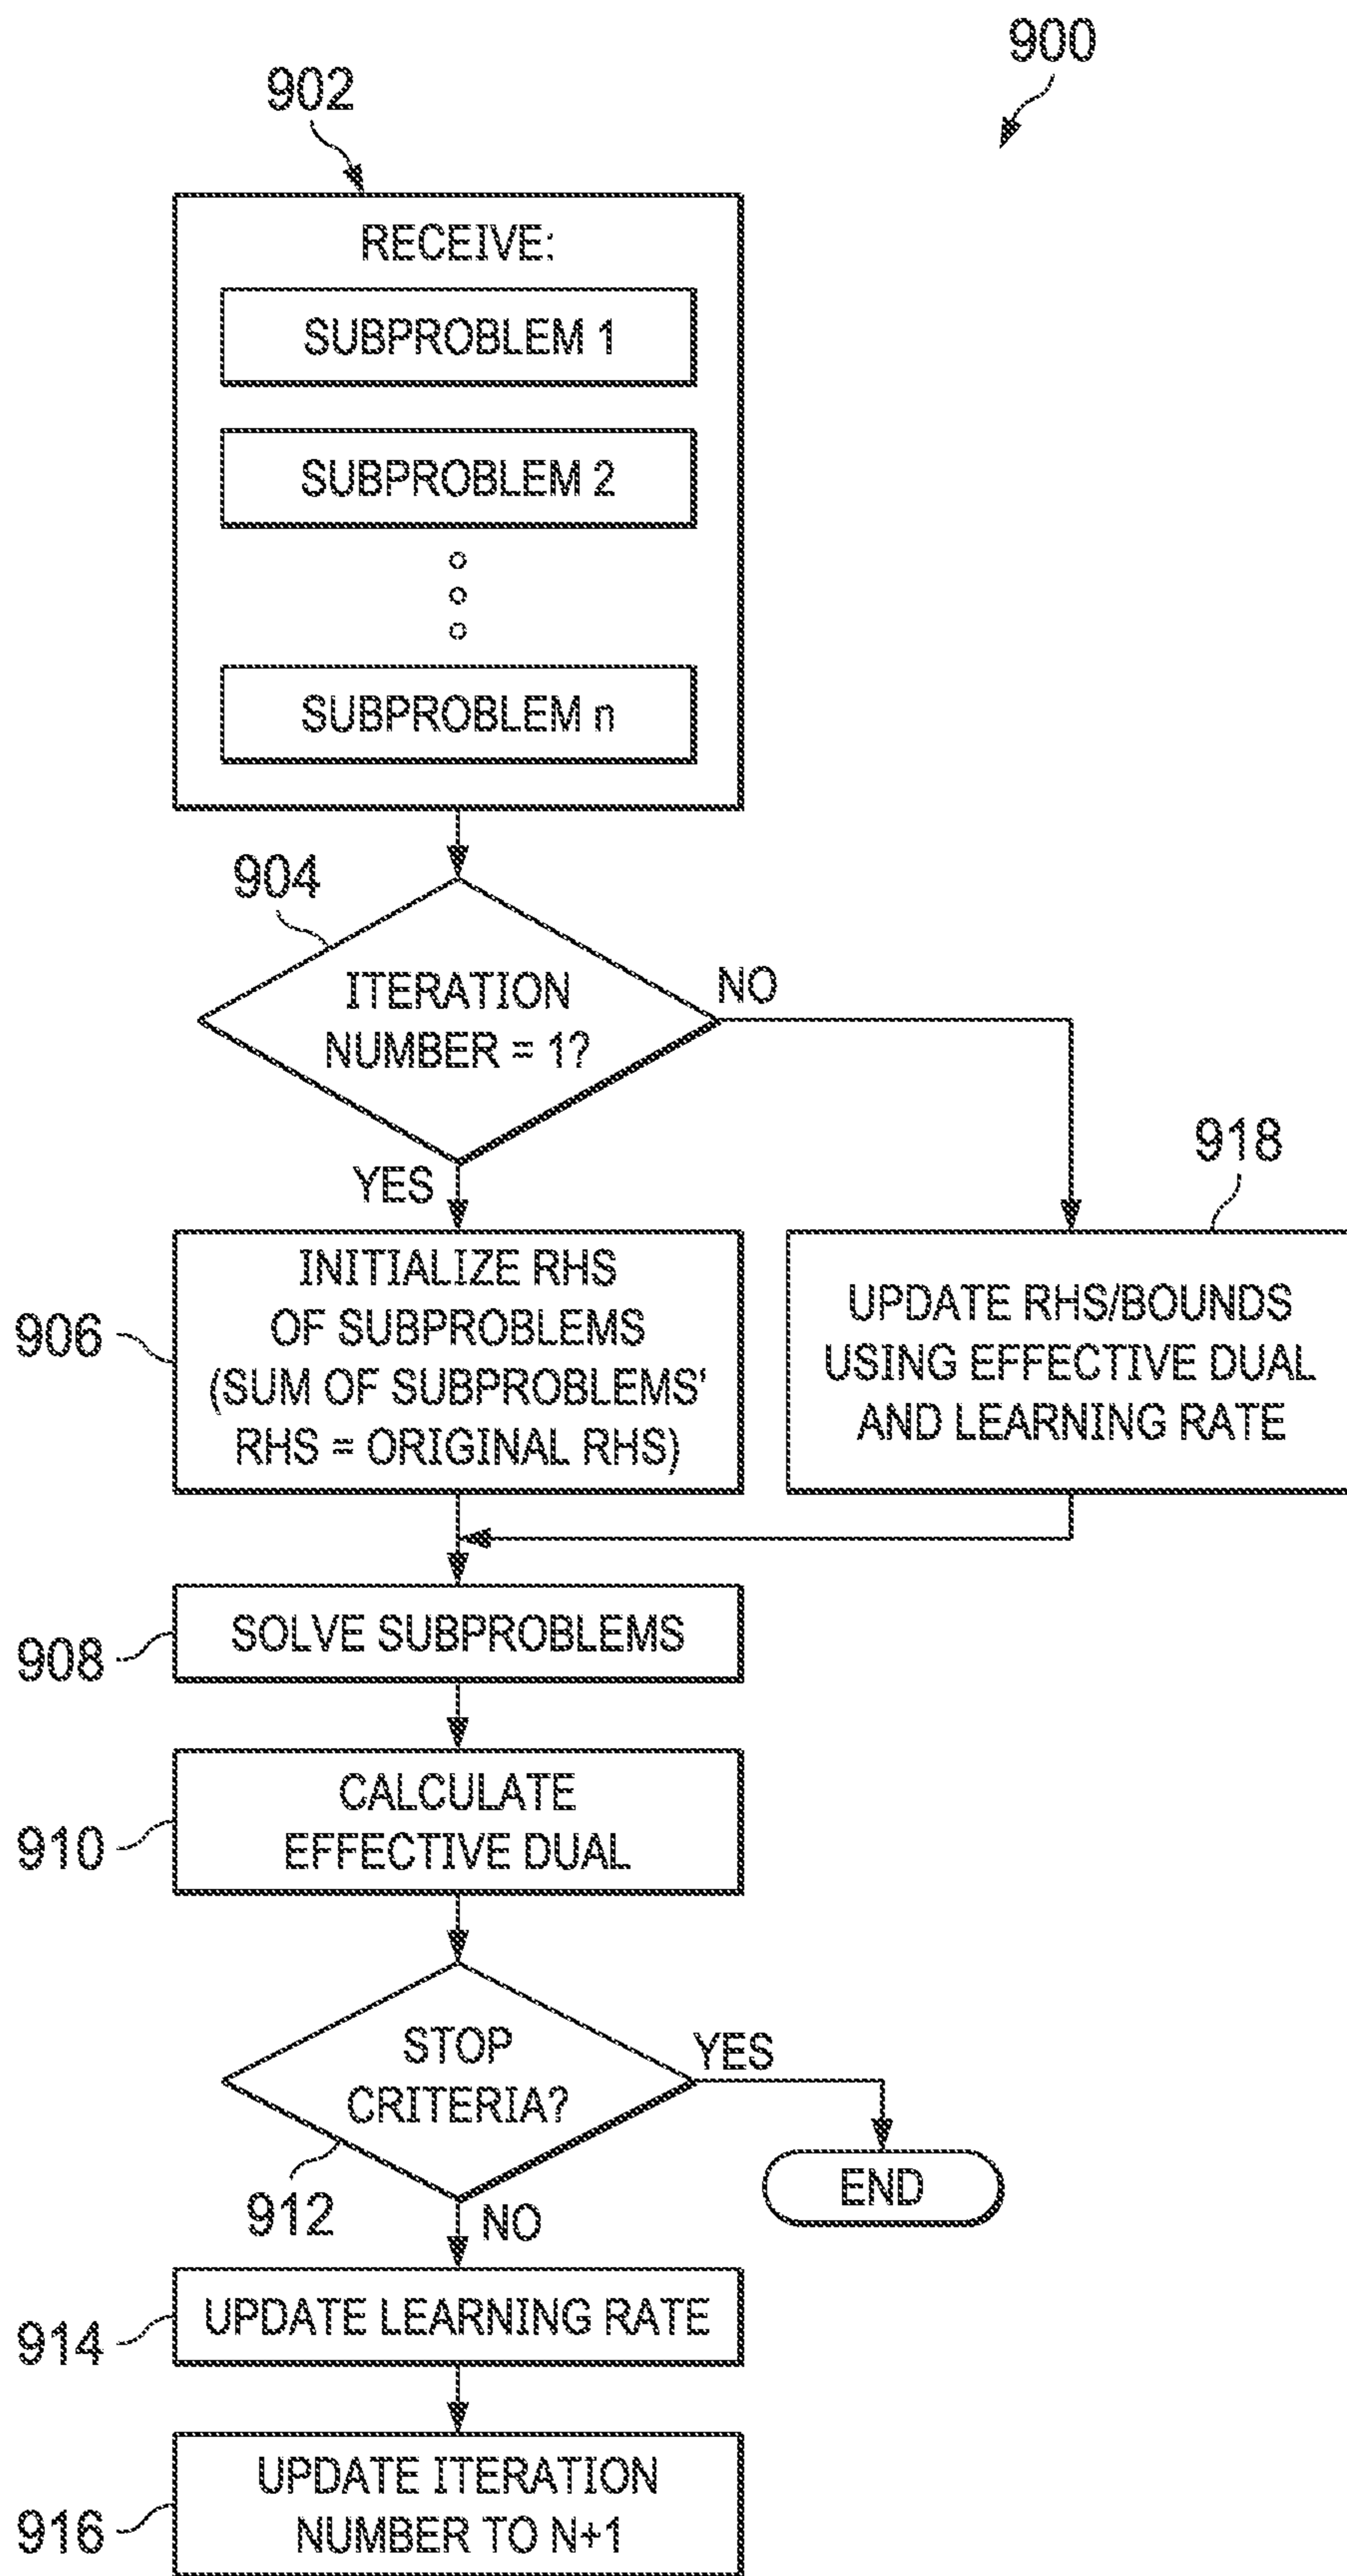 900
902
RECEIVE:
SUBPROBLEM 1
SUBPROBLEM 2
SUBPROBLEM n
904
ITERATION
NUMBER = 1?
NO
YES
918
906
INITIALIZE RHS
OF SUBPROBLEMS
(SUM OF SUBPROBLEMS'
RHS = ORIGINAL RHS)
UPDATE RHS/BOUNDS
USING EFFECTIVE DUAL
AND LEARNING RATE
908
SOLVE SUBPROBLEMS
910
CALCULATE
EFFECTIVE DUAL
STOP
CRITERIA?
YES
END
912
NO
914
UPDATE LEARNING RATE
916
UPDATE ITERATION
NUMBER TO N+1